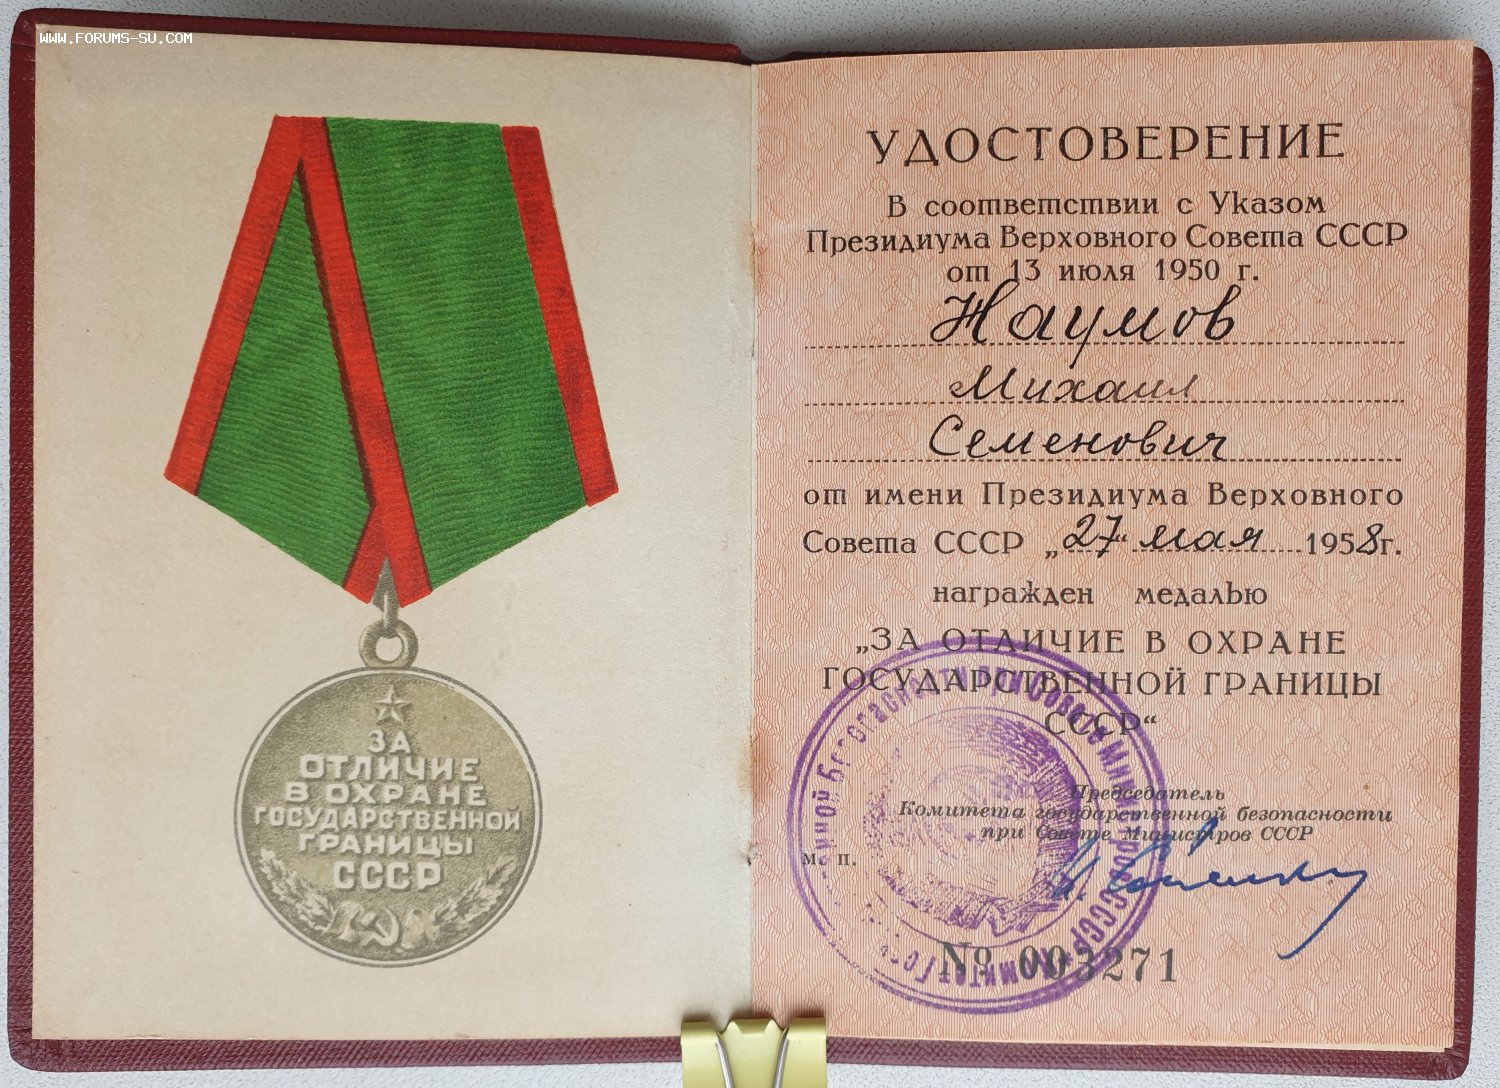 www.forums-su.com
ЗА
ОТЛИЧИЕ
В ОХРАНЕ
ГОСУДАРСТВЕННОЙ
ГРАНИЦЫ
СССР
УДОСТОВЕРЕНИЕ
В соответствии с Указом
Президиума Верховного Совета СССР
от 13 июля 1950 г.
Наумов
Михаил
Семенович
от имени Президиума Верховного
Совета СССР „27“ мая 1958г.
награжден медалью
„ЗА ОТЛИЧИЕ В ОХРАНЕ
ГОСУДАРСТВЕННОЙ ГРАНИЦЫ
СССР“
Председатель
Комитета государственной безопасности
при Совете Министров СССР
м. п.
№ 003271